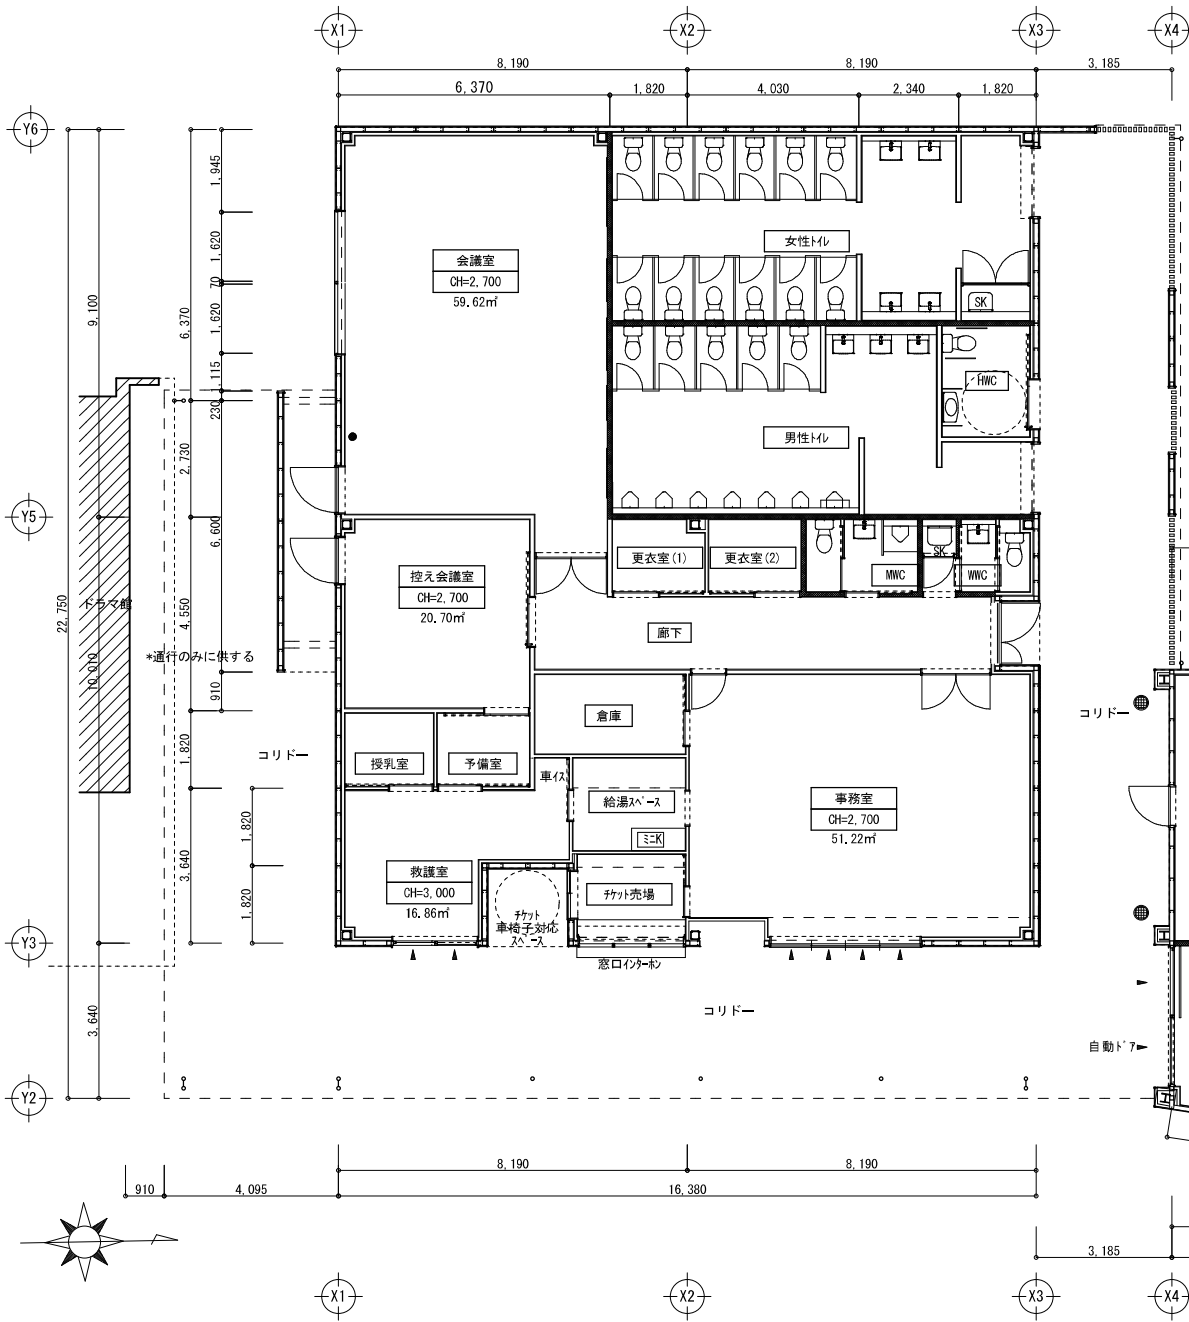 X1
X2
X3
X4
8,190
8,190
3,185
6,370
1,820
4,030
2,340
1,820
Y6
1,945
1,620
70
1,620
1,115
230
6,600
910
6,370
2,730
4,550
1,820
3,640
1,820
1,820
9,100
10,010
22,750
3,640
Y5
Y3
Y2
会議室
CH=2,700
59.62㎡
女性ﾄｲﾚ
SK
男性ﾄｲﾚ
HWC
控え会議室
CH=2,700
20.70㎡
更衣室(1)
更衣室(2)
MWC
SK
WWC
廊下
ドラマ館
*通行のみに供する
コリドー
コリドー
倉庫
授乳室
予備室
車ｲｽ
給湯ｽﾍﾟｰｽ
ﾐﾆK
事務室
CH=2,700
51.22㎡
救護室
CH=3,000
16.86㎡
ﾁｹｯﾄ
車椅子対応
ｽﾍﾟｰｽ
ﾁｹｯﾄ売場
窓口ｲﾝﾀｰﾎﾝ
コリドー
自動ﾄﾞｱ
8,190
8,190
910
4,095
16,380
3,185
X1
X2
X3
X4